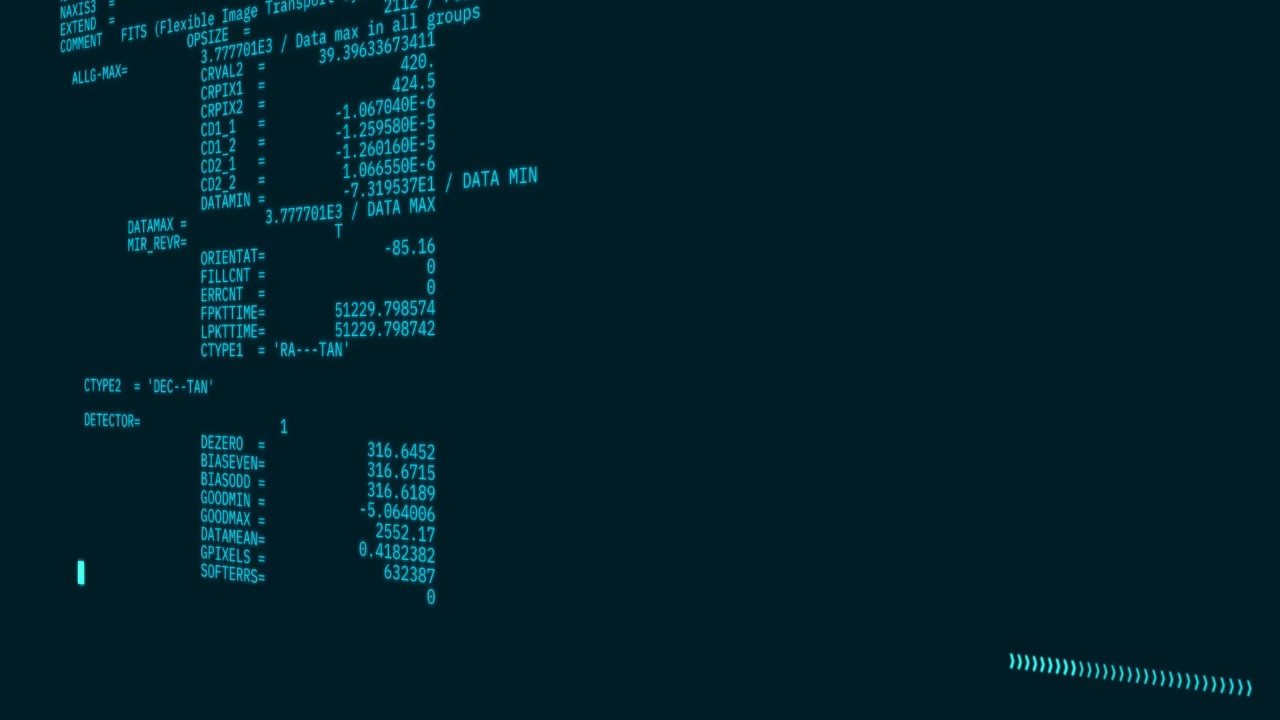 NAXIS3 =
EXTEND =
COMMENT FITS (Flexible Image Transport
OPSIZE = 2112 /
ALLG-MAX= 3.777701E3 / Data max in all groups
CRVAL2 = 39.39633673411
CRPIX1 = 420.
CRPIX2 = 424.5
CD1_1 = -1.067040E-6
CD1_2 = -1.259580E-5
CD2_1 = -1.260160E-5
CD2_2 = 1.066550E-6
DATAMIN = -7.319537E1 / DATA MIN
DATAMAX = 3.777701E3 / DATA MAX
MIR_REVR= T
ORIENTAT= -85.16
FILLCNT = 0
ERRCNT = 0
FPKTTIME= 51229.798574
LPKTTIME= 51229.798742
CTYPE1 = 'RA---TAN'
CTYPE2 = 'DEC--TAN'
DETECTOR= 1
DEZERO = 316.6452
BIASEVEN= 316.6715
BIASODD = 316.6189
GOODMIN = -5.064006
GOODMAX = 2552.17
DATAMEAN= 0.4182382
GPIXELS = 632387
SOFTERRS= 0